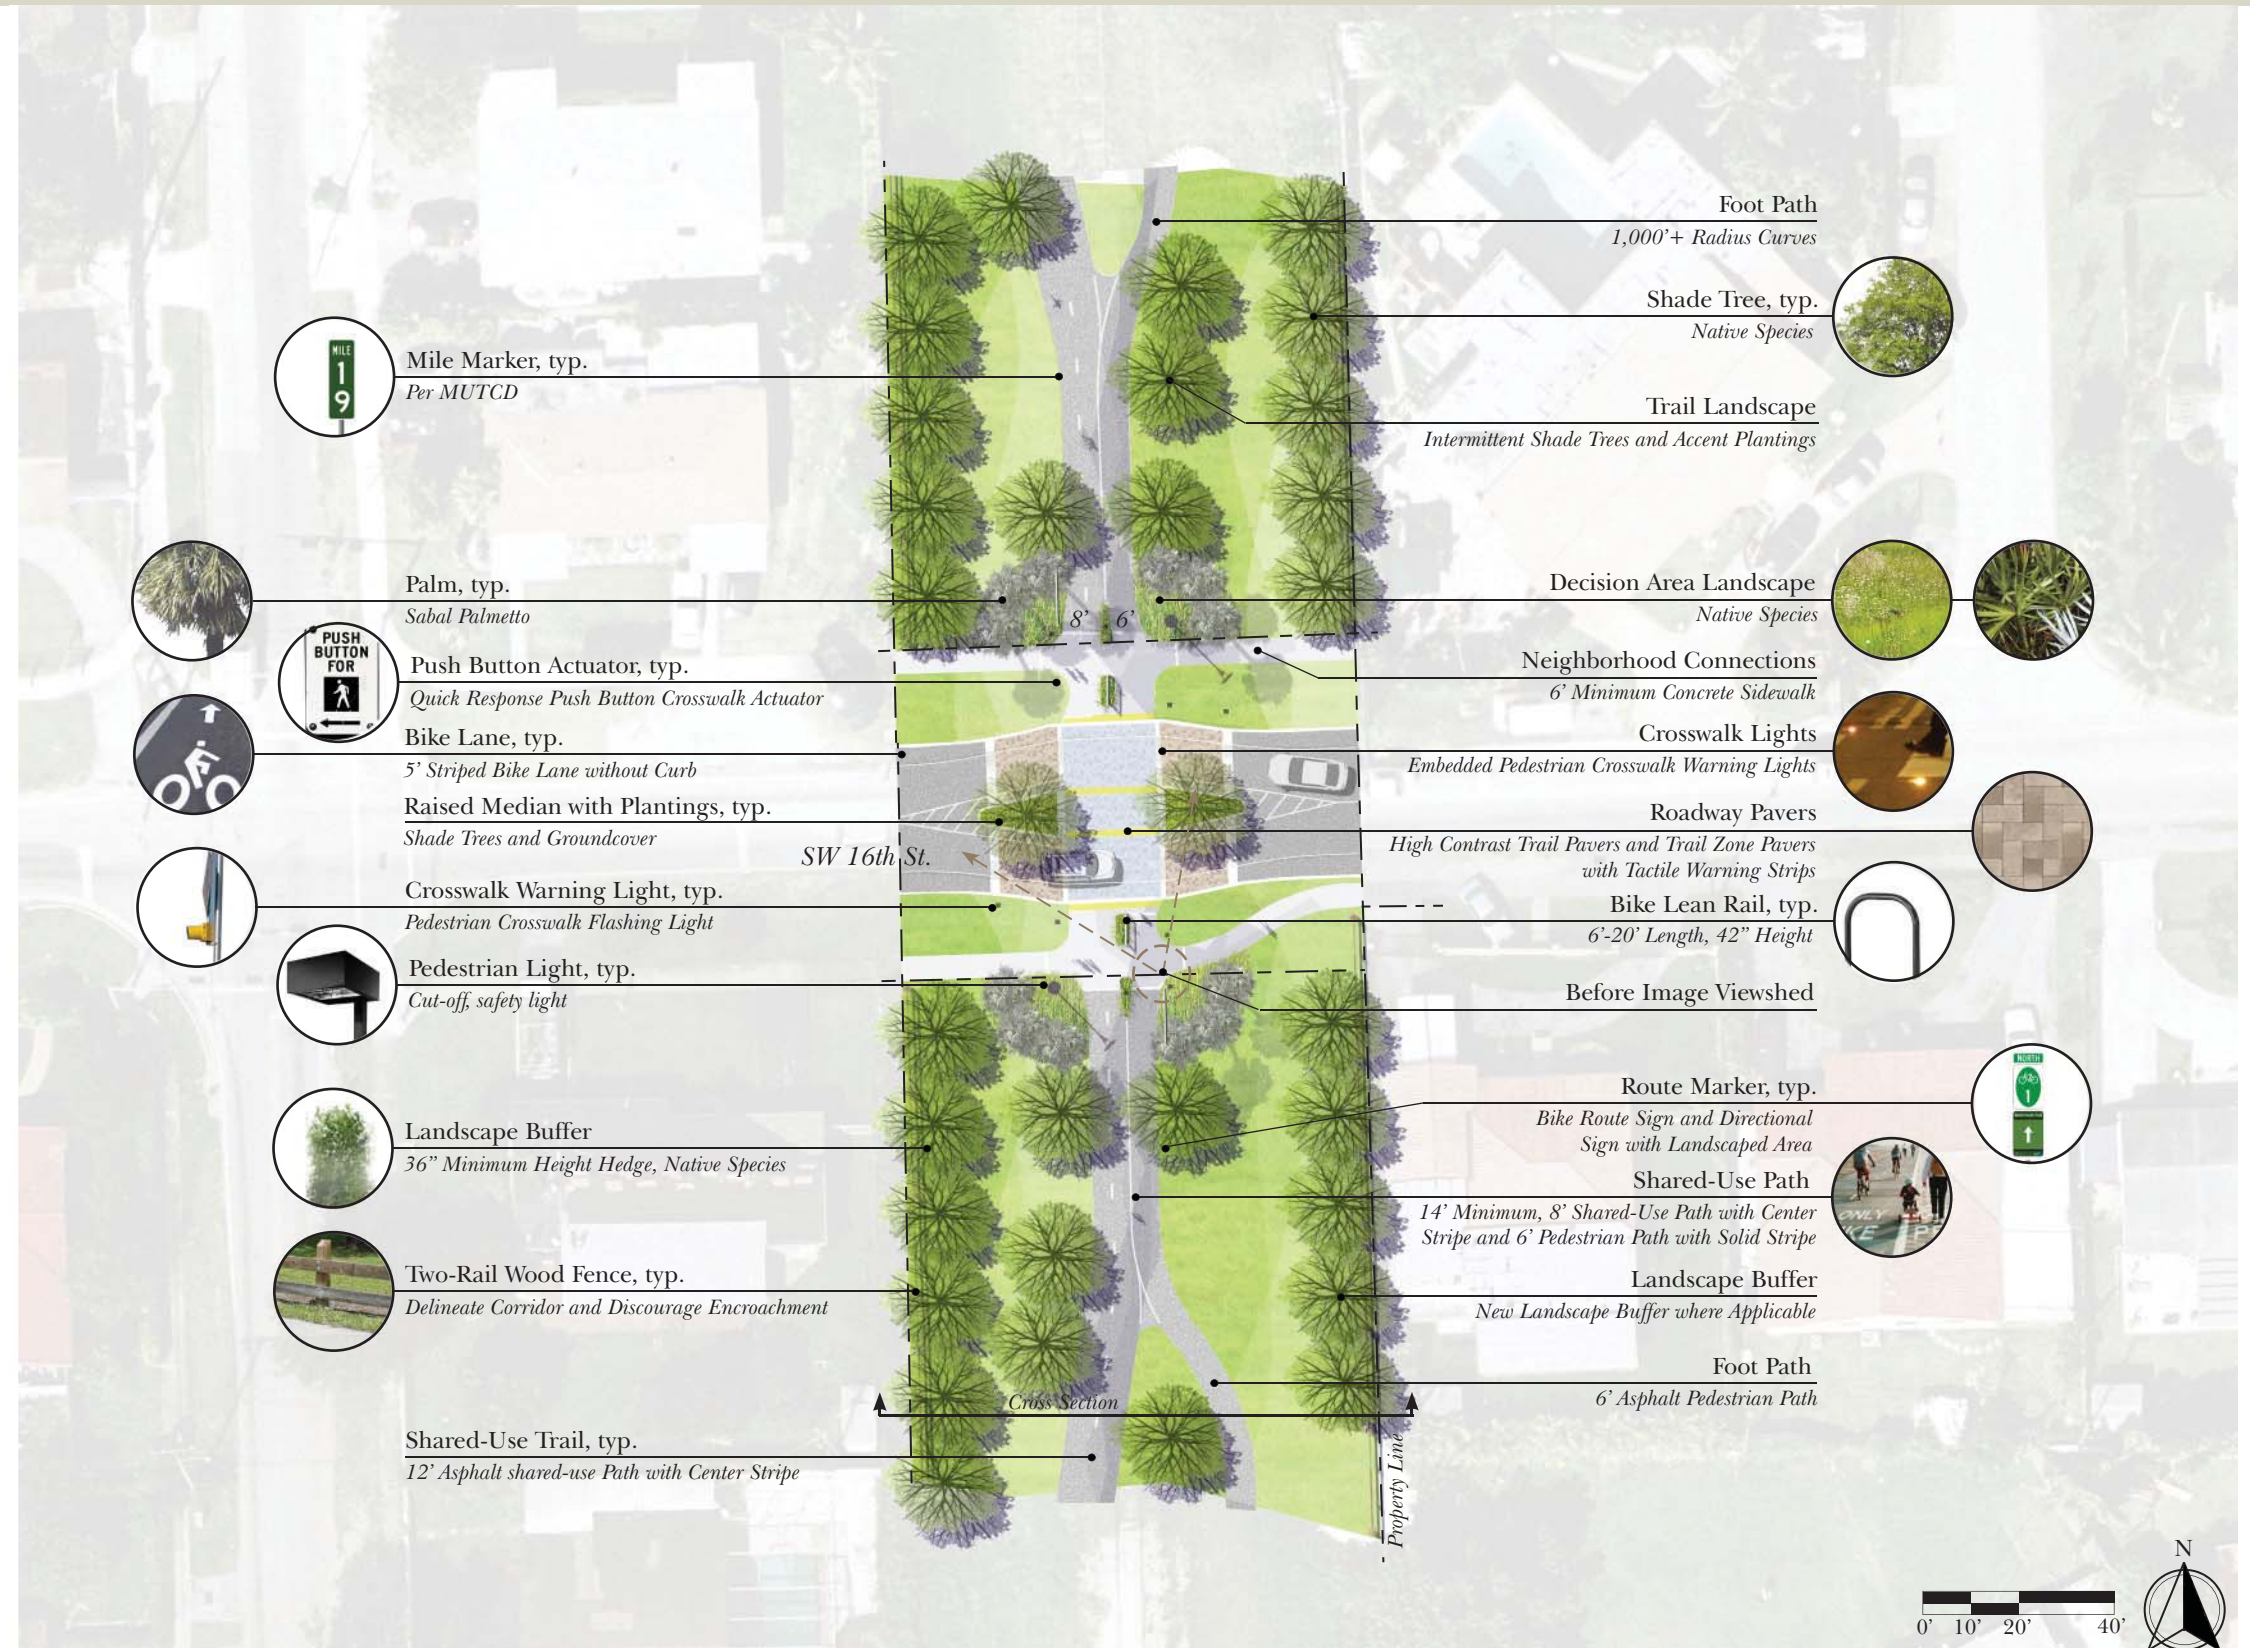 Foot Path
1,000’+ Radius Curves
Shade Tree, typ.
Native Species
MILE
1
9
Mile Marker, typ.
Per MUTCD
Trail Landscape
Intermittent Shade Trees and Accent Plantings
Palm, typ.
Sabal Palmetto
8’
6’
Decision Area Landscape
Native Species
PUSH
BUTTON
FOR
Push Button Actuator, typ.
Quick Response Push Button Crosswalk Actuator
Neighborhood Connections
6’ Minimum Concrete Sidewalk
Bike Lane, typ.
5’ Striped Bike Lane without Curb
Crosswalk Lights
Embedded Pedestrian Crosswalk Warning Lights
Raised Median with Plantings, typ.
Shade Trees and Groundcover
Roadway Pavers
High Contrast Trail Pavers and Trail Zone Pavers
with Tactile Warning Strips
SW 16th St.
Crosswalk Warning Light, typ.
Pedestrian Crosswalk Flashing Light
Bike Lean Rail, typ.
6’-20’ Length, 42” Height
Pedestrian Light, typ.
Cut-off, safety light
Before Image Viewshed
Landscape Buffer
36” Minimum Height Hedge, Native Species
NORTH
1
Route Marker, typ.
Bike Route Sign and Directional
Sign with Landscaped Area
Shared-Use Path
14’ Minimum, 8’ Shared-Use Path with Center
Stripe and 6’ Pedestrian Path with Solid Stripe
ONLY
Two-Rail Wood Fence, typ.
Delineate Corridor and Discourage Encroachment
Landscape Buffer
New Landscape Buffer where Applicable
Foot Path
6’ Asphalt Pedestrian Path
Cross Section
Shared-Use Trail, typ.
12’ Asphalt shared-use Path with Center Stripe
Property Line
N
0’ 10’ 20’ 40’